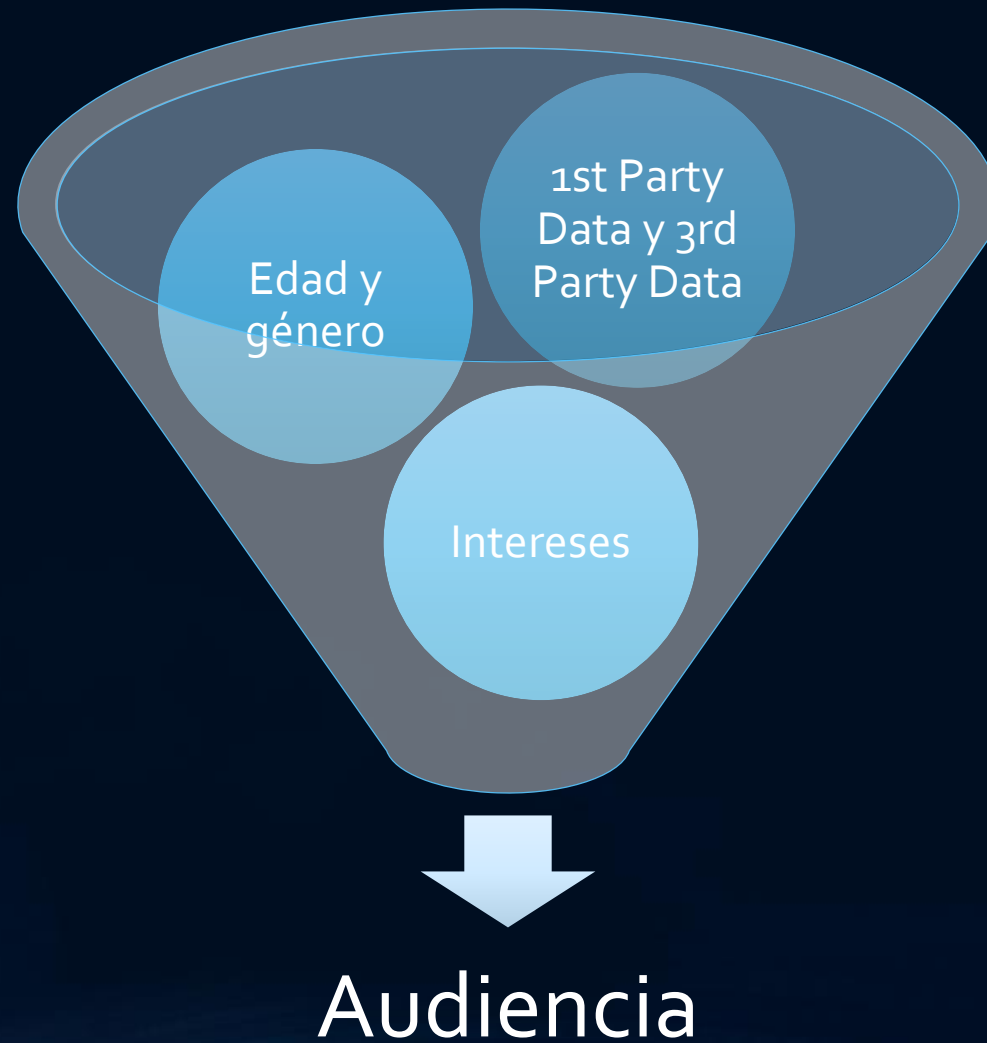 1st Party
Data y 3rd
Party Data
Edad y
género
Intereses
Audiencia